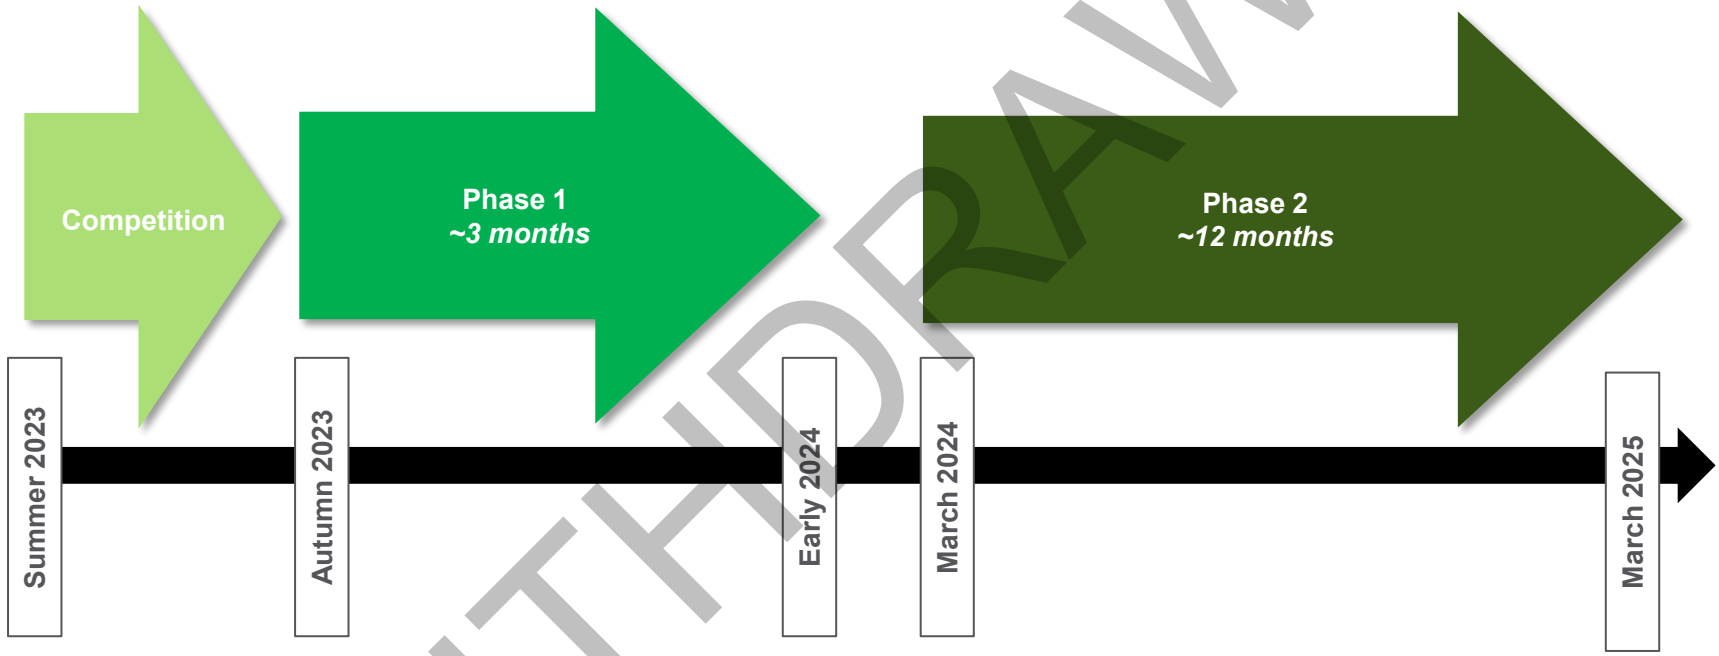 Competition
Phase 1
~3 months
Phase 2
~12 months
Summer 2023
Autumn 2023
Early 2024
March 2024
March 2025
THDRAW